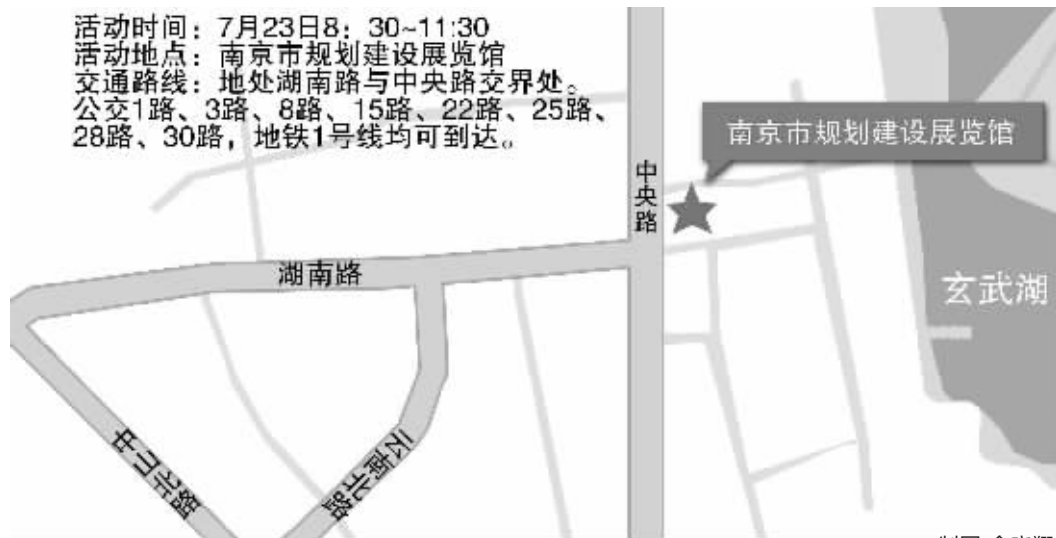 活动时间：7月23日8：30~11:30
活动地点：南京市规划建设展览馆
交通路线：地处湖南路与中央路交界处。
公交1路、3路、8路、15路、22路、25路、
28路、30路，地铁1号线均可到达。
南京市规划建设展览馆
中央路
湖南路
玄武湖
中山北路
云南北路